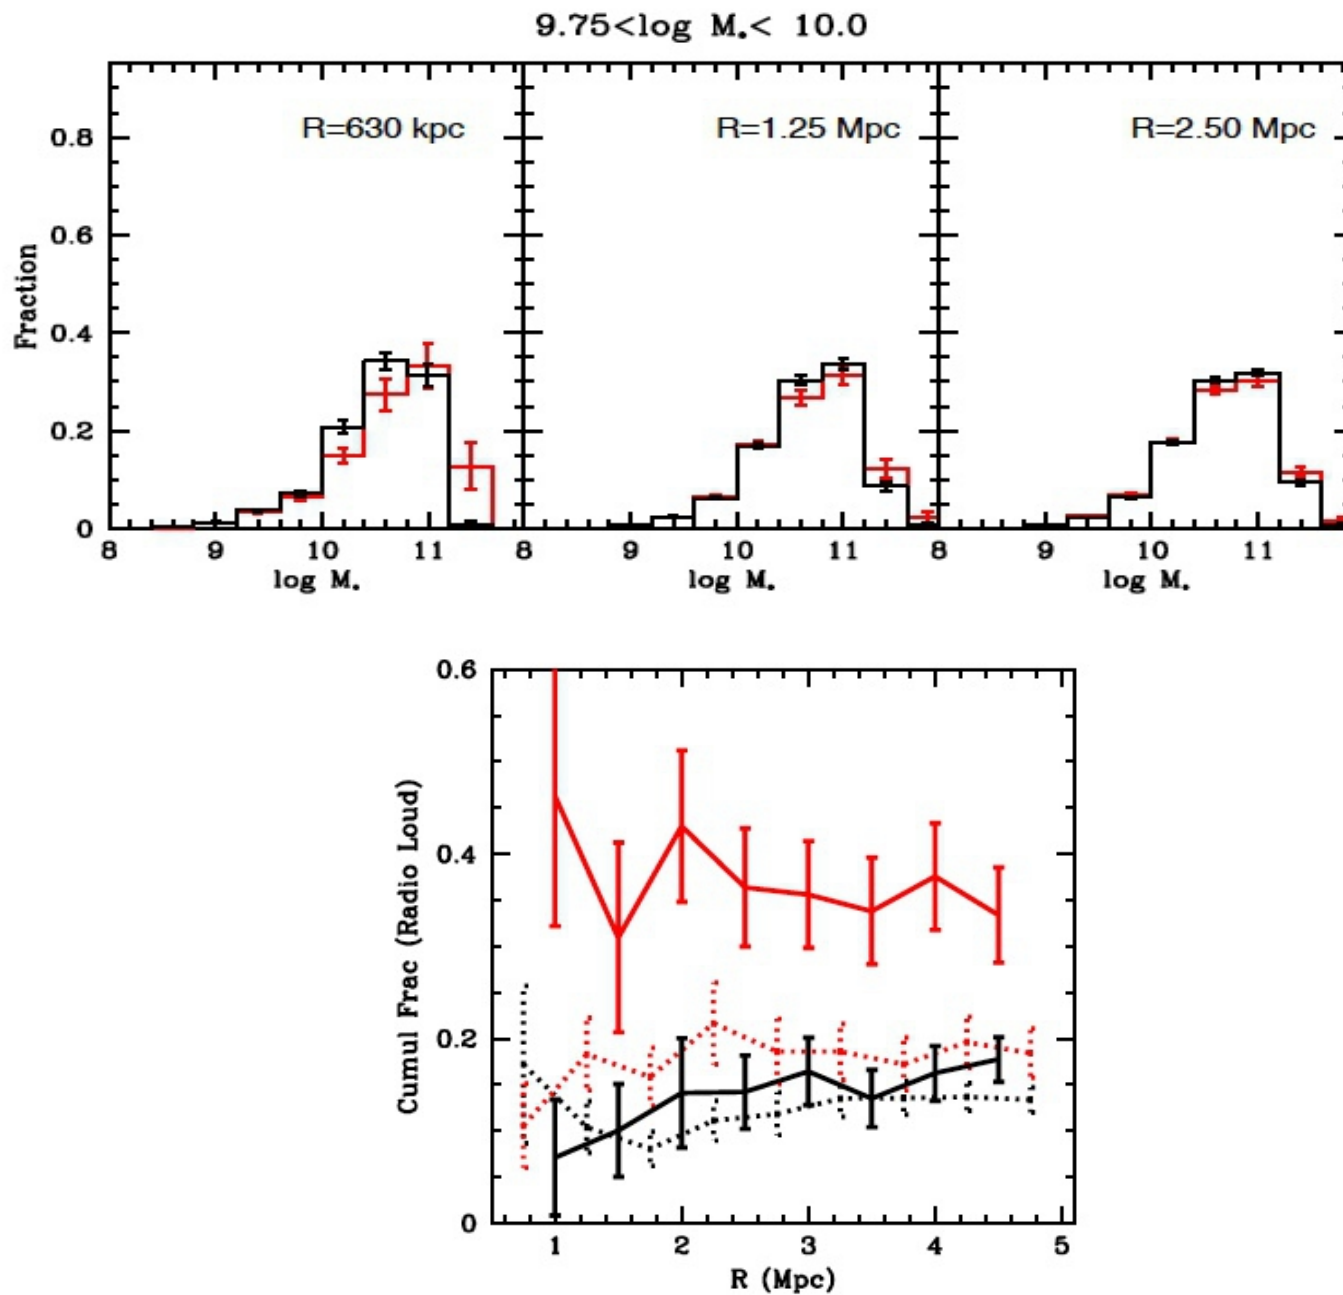 9.75<log M*< 10.0
R=630 kpc R=1.25 Mpc R=2.50 Mpc
0.8
0.6
0.4
0.2
0
Fraction
8 9 10 11 8 9 10 11 8 9 10 11
log M* log M* log M*
0.6
0.4
0.2
0
Cumul Frac (Radio Loud)
1 2 3 4 5
R (Mpc)